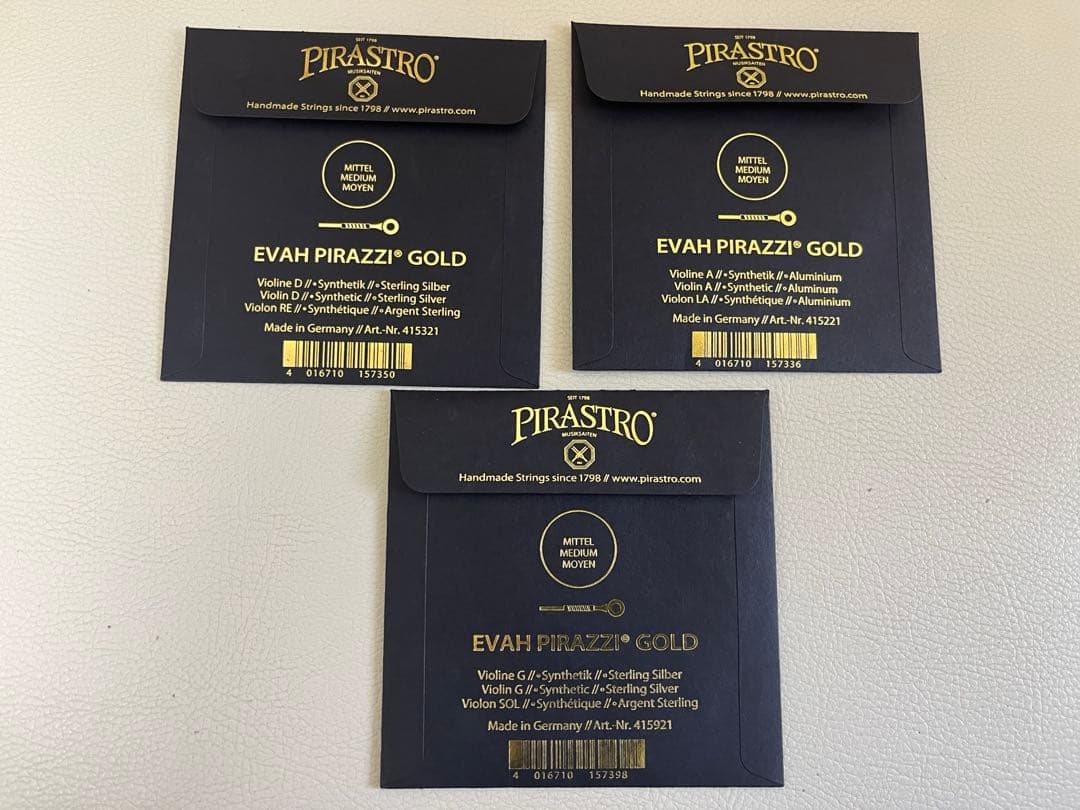 SEIT 1798
PIRASTRO®
MUSIKSAITEN
Handmade Strings since 1798 // www.pirastro.com
MITTEL
MEDIUM
MOYEN
EVAH PIRAZZI® GOLD
Violine D //•Synthetik //∘Sterling Silber
Violin D //•Synthetic //∘Sterling Silver
Violon RE //•Synthétique //∘Argent Sterling
Made in Germany // Art.-Nr. 415321
4 016710 157350
SEIT 1798
PIRASTRO®
MUSIKSAITEN
Handmade Strings since 1798 // www.pirastro.com
MITTEL
MEDIUM
MOYEN
EVAH PIRAZZI® GOLD
Violine A //•Synthetik //∘Aluminium
Violin A //•Synthetic //∘Aluminum
Violon LA //•Synthétique //∘Aluminium
Made in Germany // Art.-Nr. 415221
4 016710 157336
SEIT 1798
PIRASTRO®
MUSIKSAITEN
Handmade Strings since 1798 // www.pirastro.com
MITTEL
MEDIUM
MOYEN
EVAH PIRAZZI® GOLD
Violine G //•Synthetik //∘Sterling Silber
Violin G //•Synthetic //∘Sterling Silver
Violon SOL //•Synthétique //∘Argent Sterling
Made in Germany // Art.-Nr. 415921
4 016710 157398